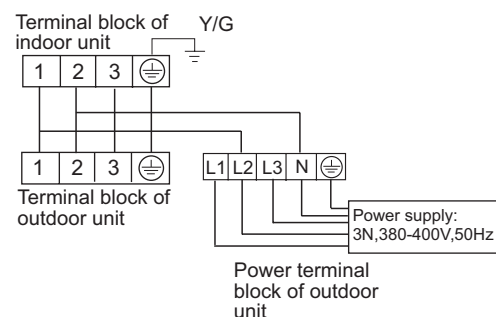 Terminal block of
indoor unit
Y/G
1 2 3
1 2 3
Terminal block of
outdoor unit
L1 L2 L3 N
Power supply:
3N,380-400V,50Hz
Power terminal
block of outdoor
unit